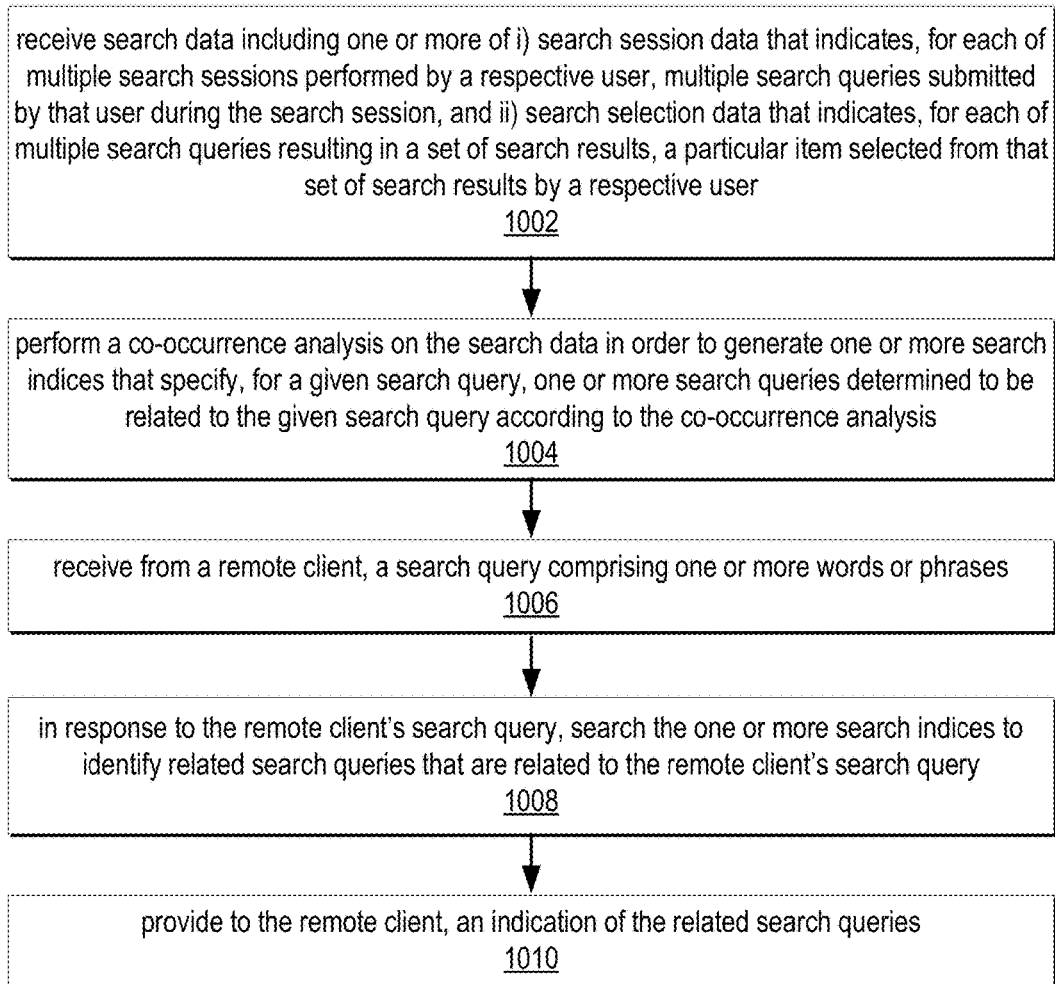 receive search data including one or more of i) search session data that indicates, for each of
multiple search sessions performed by a respective user, multiple search queries submitted
by that user during the search session, and ii) search selection data that indicates, for each of
multiple search queries resulting in a set of search results, a particular item selected from that
set of search results by a respective user
1002
perform a co-occurrence analysis on the search data in order to generate one or more search
indices that specify, for a given search query, one or more search queries determined to be
related to the given search query according to the co-occurrence analysis
1004
receive from a remote client, a search query comprising one or more words or phrases
1006
in response to the remote client's search query, search the one or more search indices to
identify related search queries that are related to the remote client's search query
1008
provide to the remote client, an indication of the related search queries
1010